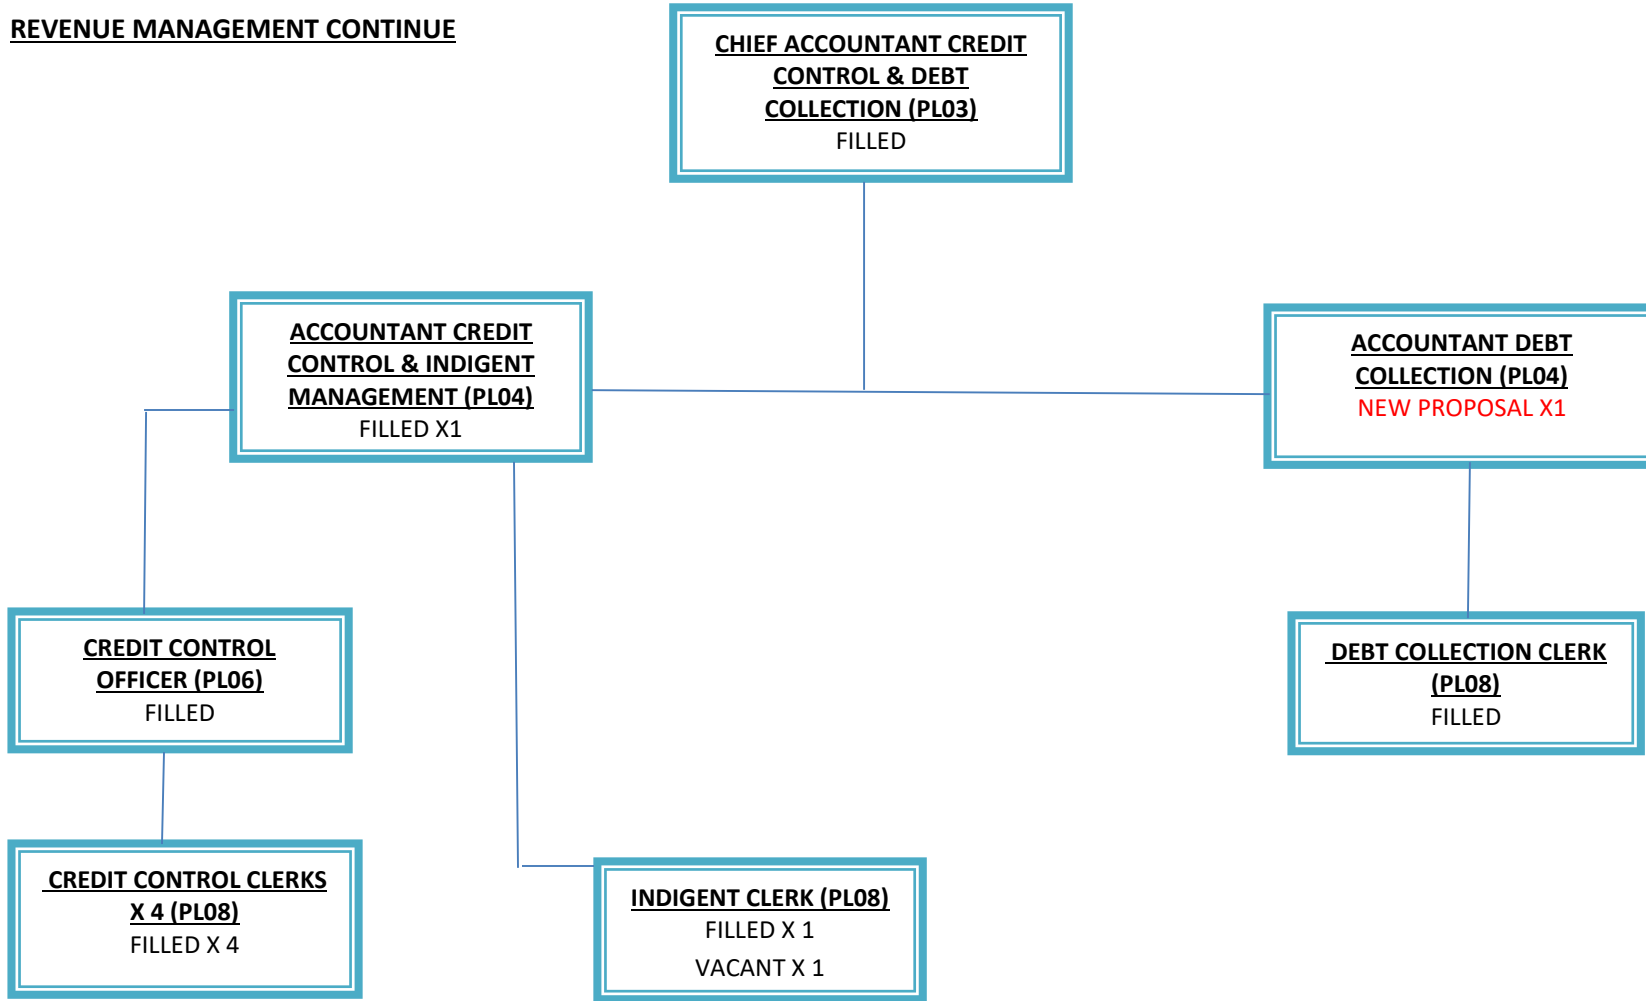 REVENUE MANAGEMENT CONTINUE
CHIEF ACCOUNTANT CREDIT
CONTROL & DEBT
COLLECTION (PL03)
FILLED
ACCOUNTANT CREDIT
CONTROL & INDIGENT
MANAGEMENT (PL04)
FILLED X1
ACCOUNTANT DEBT
COLLECTION (PL04)
NEW PROPOSAL X1
CREDIT CONTROL
OFFICER (PL06)
FILLED
DEBT COLLECTION CLERK
(PL08)
FILLED
CREDIT CONTROL CLERKS
X 4 (PL08)
FILLED X 4
INDIGENT CLERK (PL08)
FILLED X 1
VACANT X 1